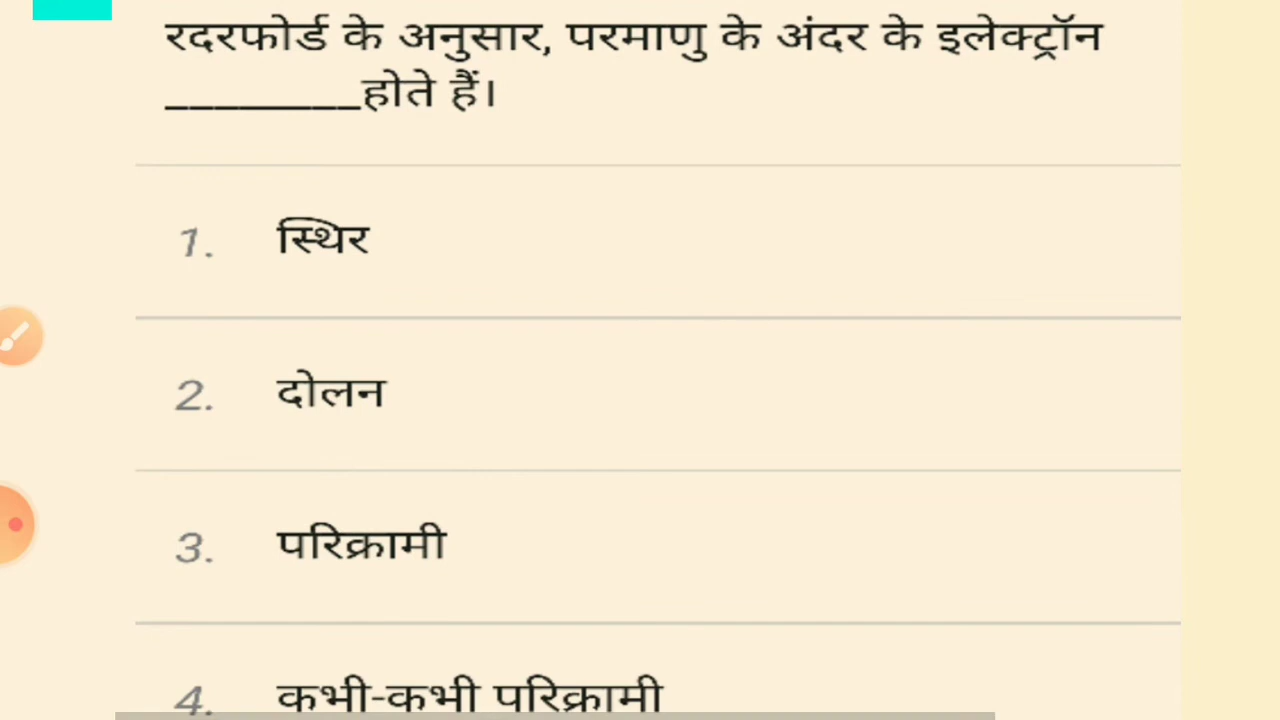 रदरफोर्ड के अनुसार, परमाणु के अंदर के इलेक्ट्रॉन
________होते हैं।
1. स्थिर
2. दोलन
3. परिक्रामी
4. कभी-कभी परिक्रामी